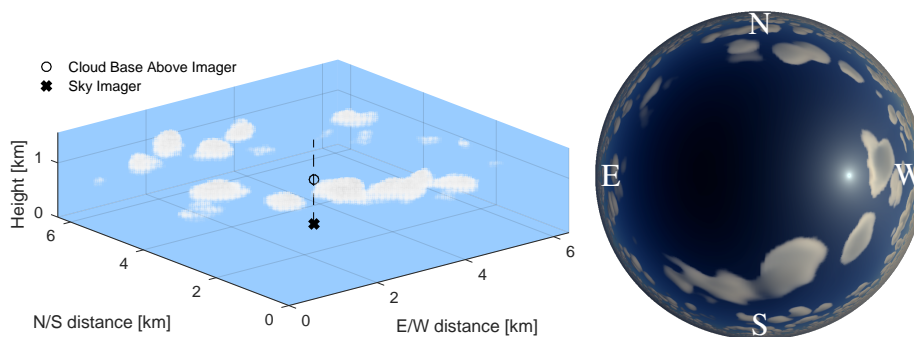 Cloud Base Above Imager
Sky Imager
Height [km]
1
0
6
4
2
0
0
2
4
6
N/S distance [km]
E/W distance [km]
N
E
W
S